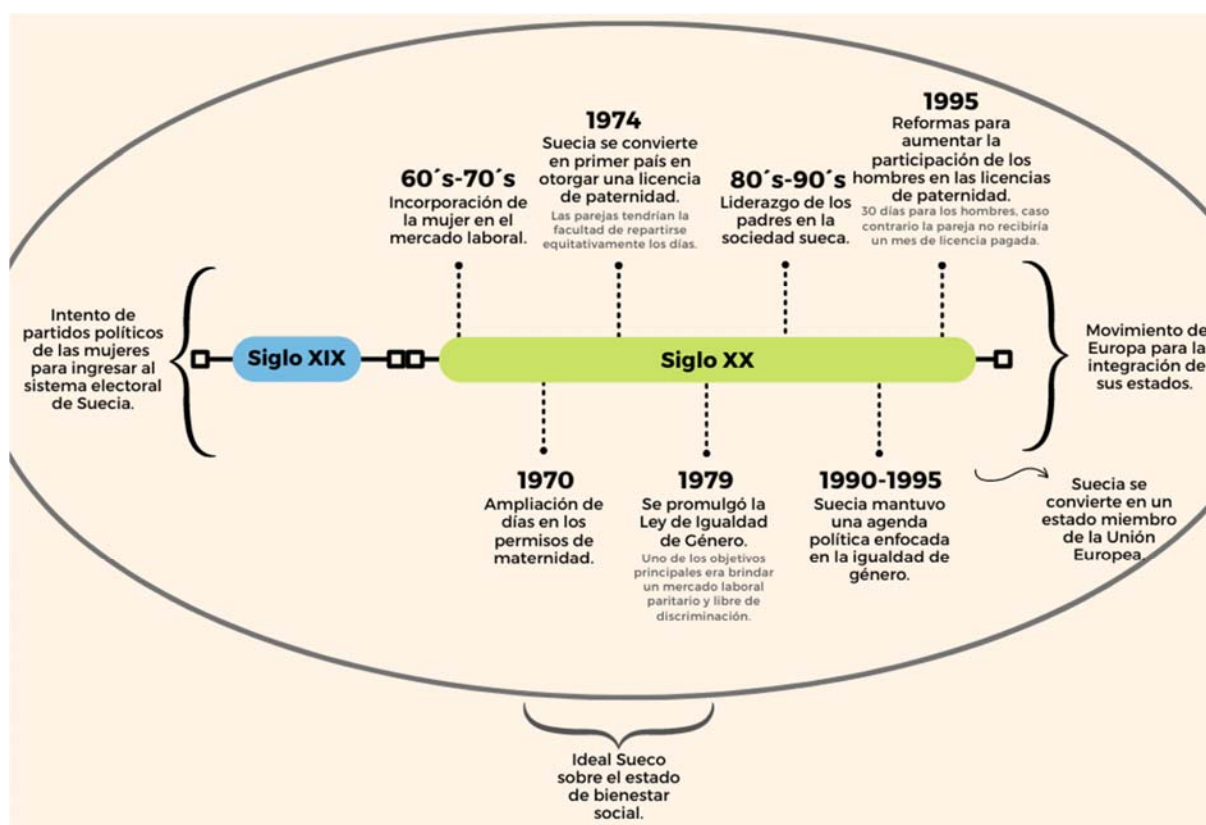 1995
Reformas para
aumentar la
participación de los
hombres en las licencias
de paternidad.
30 días para los hombres, caso
contrario la pareja no recibiría
un mes de licencia pagada.
1974
Suecia se convierte
en primer país en
otorgar una licencia
de paternidad.
Las parejas tendrían la
facultad de repartirse
equitativamente los días.
60´s-70´s
Incorporación de
la mujer en el
mercado laboral.
80´s-90´s
Liderazgo de los
padres en la
sociedad sueca.
Intento de
partidos políticos
de las mujeres
para ingresar al
sistema electoral
de Suecia.
Siglo XIX
Siglo XX
Movimiento de
Europa para la
integración de
sus estados.
1970
Ampliación de
días en los
permisos de
maternidad.
1979
Se promulgó la
Ley de Igualdad
de Género.
Uno de los objetivos
principales era brindar
un mercado laboral
paritario y libre de
discriminación.
1990-1995
Suecia mantuvo
una agenda
política enfocada
en la igualdad de
género.
Suecia se
convierte en un
estado miembro
de la Unión
Europea.
Ideal Sueco
sobre el estado
de bienestar
social.